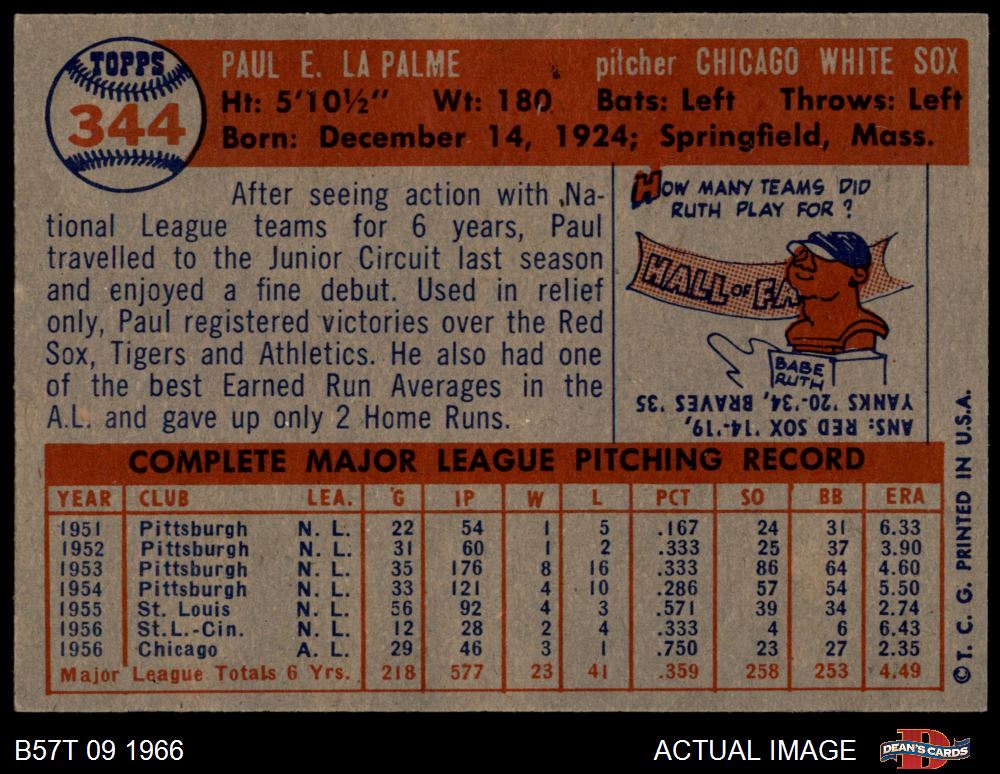 TOPPS
344
PAUL E. LA PALME pitcher CHICAGO WHITE SOX
Ht: 5'10½" Wt: 180 Bats: Left Throws: Left
Born: December 14, 1924; Springfield, Mass.
After seeing action with Na-
tional League teams for 6 years, Paul
travelled to the Junior Circuit last season
and enjoyed a fine debut. Used in relief
only, Paul registered victories over the Red
Sox, Tigers and Athletics. He also had one
of the best Earned Run Averages in the
A.L. and gave up only 2 Home Runs.
HOW MANY TEAMS DID
RUTH PLAY FOR?
HALL OF FA
BABE
RUTH
ANS: RED SOX '14-'19,
YANKS '20-'34, BRAVES '35
COMPLETE MAJOR LEAGUE PITCHING RECORD
YEAR CLUB LEA. G IP W L PCT SO BB ERA
1951 Pittsburgh N. L. 22 54 1 5 .167 24 31 6.33
1952 Pittsburgh N. L. 31 60 1 2 .333 25 37 3.90
1953 Pittsburgh N. L. 35 176 8 16 .333 86 64 4.60
1954 Pittsburgh N. L. 33 121 4 10 .286 57 54 5.50
1955 St. Louis N. L. 56 92 4 3 .571 39 34 2.74
1956 St.L.-Cin. N. L. 12 28 2 4 .333 4 6 6.43
1956 Chicago A. L. 29 46 3 1 .750 23 27 2.35
Major League Totals 6 Yrs. 218 577 23 41 .359 258 253 4.49
© T. C. G. PRINTED IN U.S.A.
B57T 09 1966 ACTUAL IMAGE DEAN'S CARDS